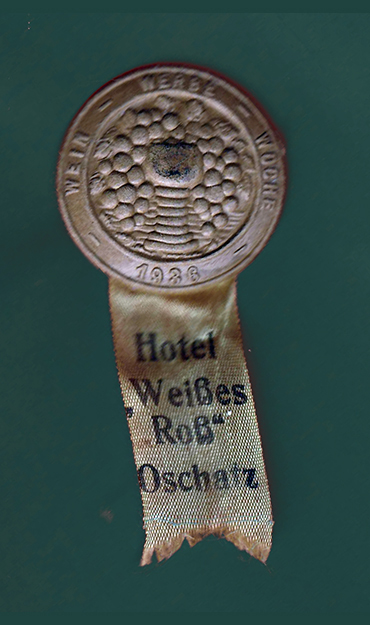 WEIN – WERBE – WOCHE
– 1936 –
Hotel
„Weißes
Roß“
Oschatz